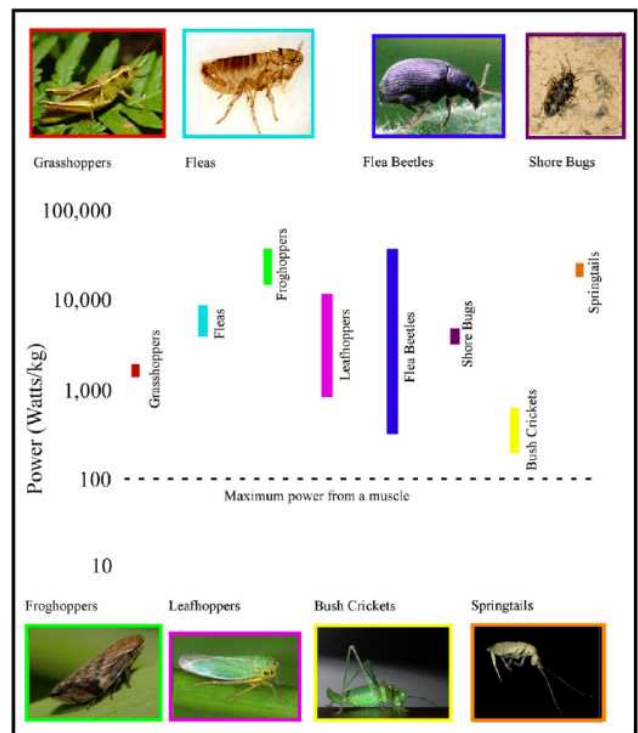 Grasshoppers
Fleas
Flea Beetles
Shore Bugs
100,000
10,000
1,000
100
10
Power (Watts/kg)
Grasshoppers
Fleas
Froghoppers
Leafhoppers
Flea Beetles
Shore Bugs
Bush Crickets
Springtails
Maximum power from a muscle
Froghoppers
Leafhoppers
Bush Crickets
Springtails